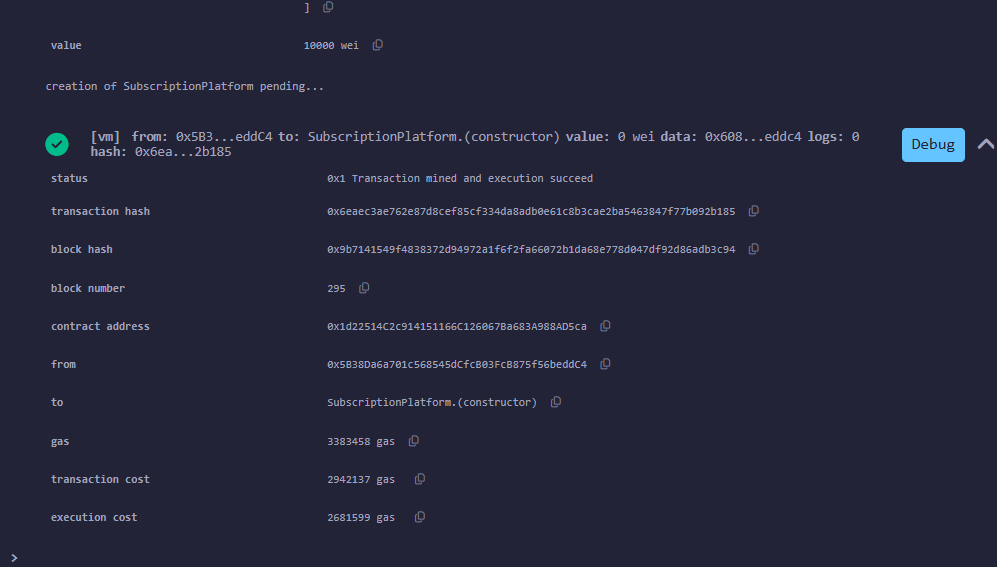 ]
value 10000 wei
creation of SubscriptionPlatform pending...
[vm] from: 0x5B3...eddC4 to: SubscriptionPlatform.(constructor) value: 0 wei data: 0x608...eddc4 logs: 0
hash: 0x6ea...2b185
Debug
status 0x1 Transaction mined and execution succeed
transaction hash 0x6eaec3ae762e87d8cef85cf334da8adb0e61c8b3cae2ba5463847f77b092b185
block hash 0x9b7141549f4838372d94972a1f6f2fa66072b1da68e778d047df92d86adb3c94
block number 295
contract address 0x1d22514C2c914151166C126067Ba683A988AD5ca
from 0x5B38Da6a701c568545dCfcB03FcB875f56beddC4
to SubscriptionPlatform.(constructor)
gas 3383458 gas
transaction cost 2942137 gas
execution cost 2681599 gas
>